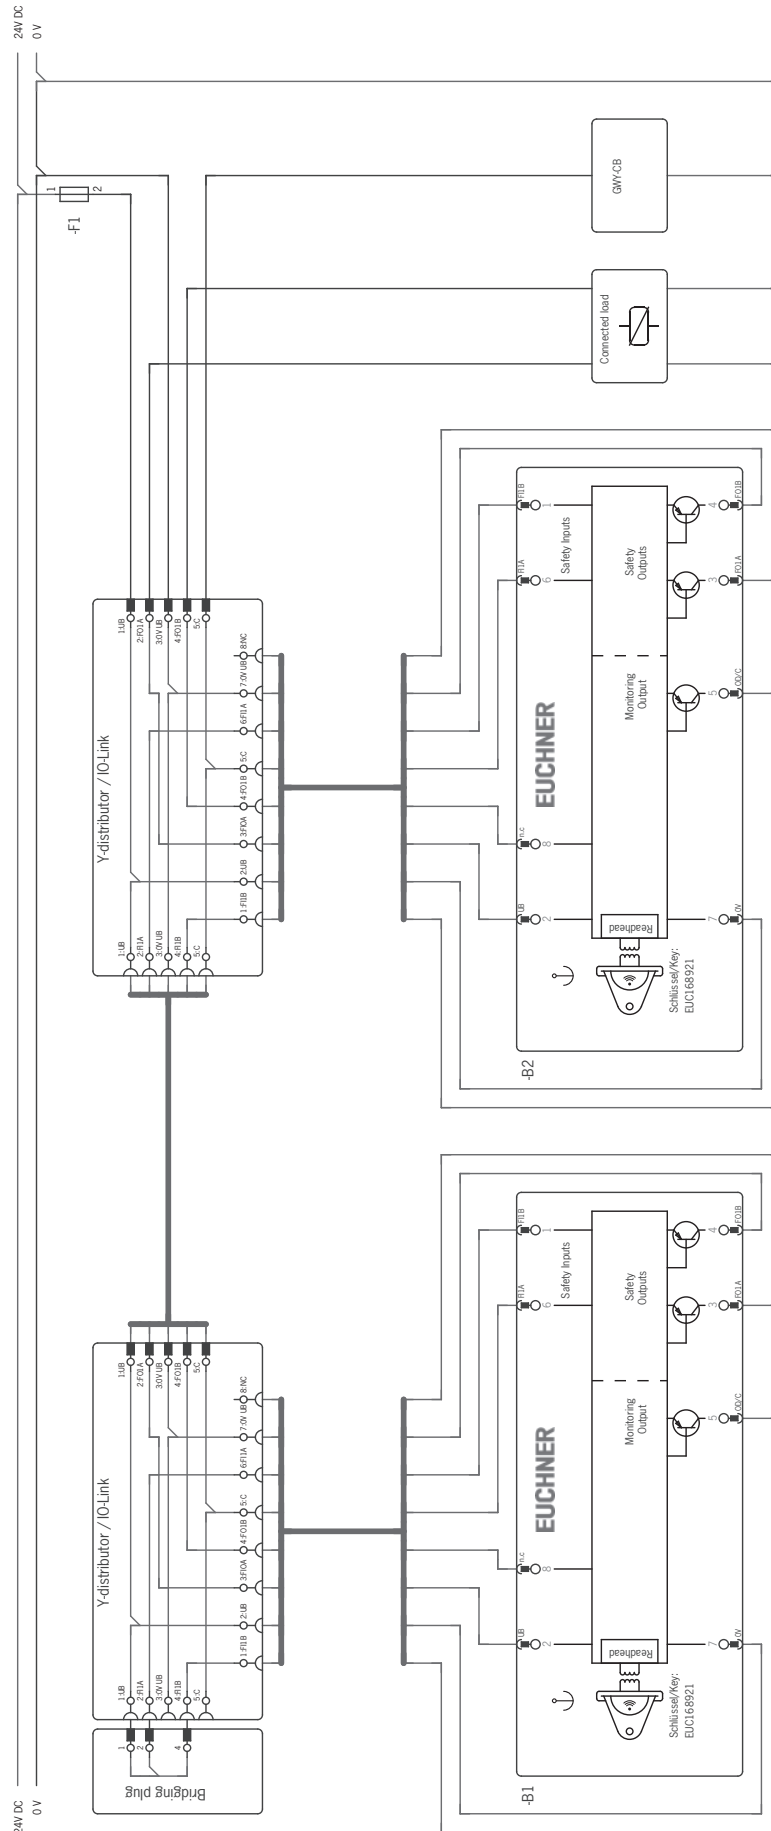 24V DC
0 V
1
2
-F1
GWY-CB
Connected load
Y-distributor / IO-Link
1:UB
2:FO1A
3:0V UB
4:FO1B
5:C
8:NC
7:0V UB
6:FI1A
5:C
4:FO1B
3:FIOA
2:UB
1:FI1B
1:UB
2:FI1A
3:0V UB
4:FI1B
5:C
-B2
EUCHNER
Safety Inputs
Safety
Outputs
Monitoring
Output
FI1B
1
FI1A
6
n.c
8
UB
2
4
FO1B
3
FO1A
5
OD/C
7
0V
Readhead
Schlüssel/Key:
EUC168921
Y-distributor / IO-Link
1:UB
2:FO1A
3:0V UB
4:FO1B
5:C
8:NC
7:0V UB
6:FI1A
5:C
4:FO1B
3:FIOA
2:UB
1:FI1B
1:UB
2:FI1A
3:0V UB
4:FI1B
5:C
1
2
4
Bridging plug
-B1
EUCHNER
Safety Inputs
Safety
Outputs
Monitoring
Output
FI1B
1
FI1A
6
n.c
8
UB
2
4
FO1B
3
FO1A
5
OD/C
7
0V
Readhead
Schlüssel/Key:
EUC168921
24V DC
0 V